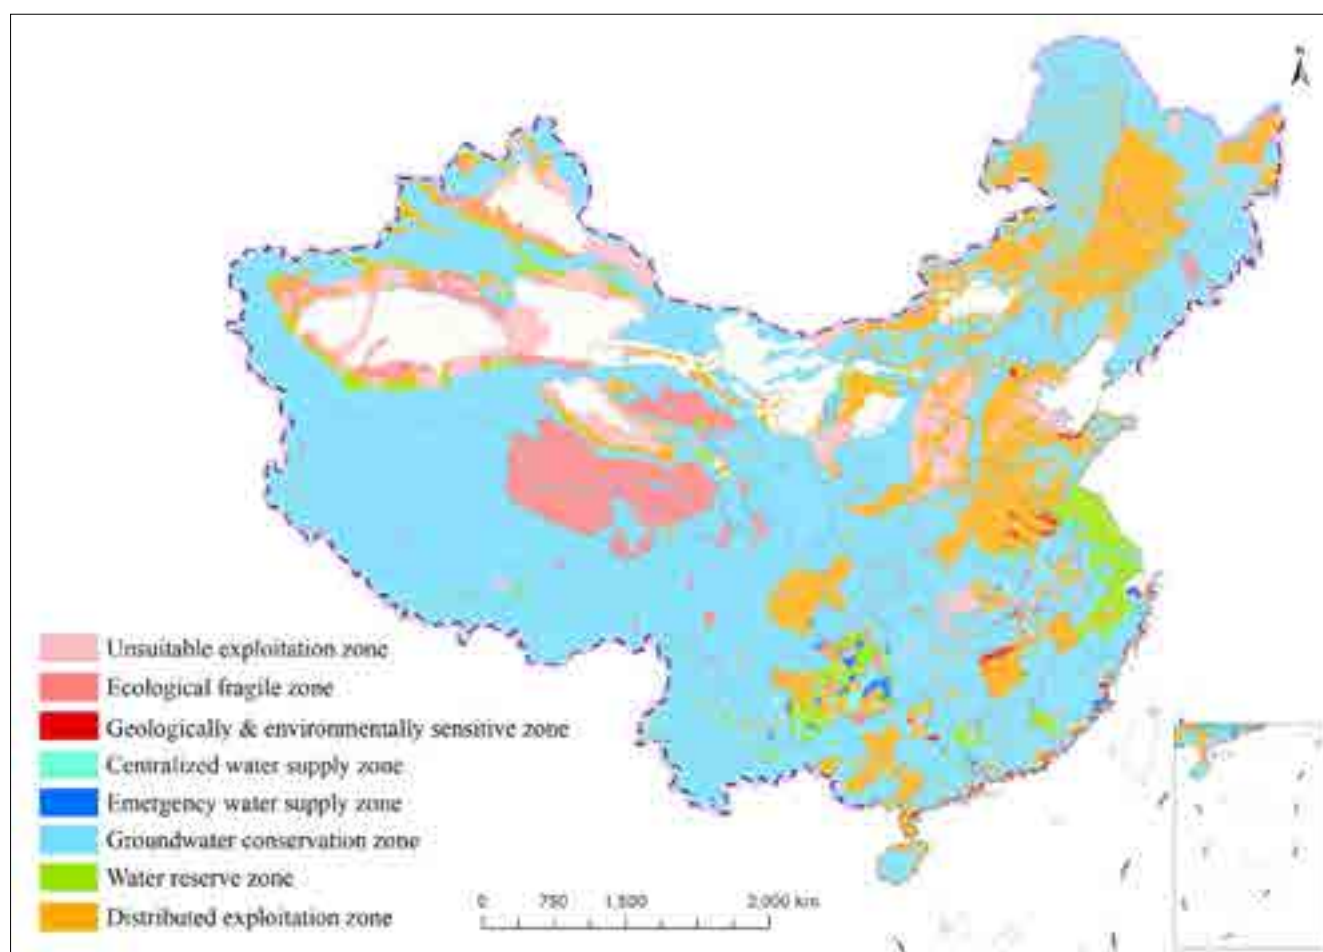 N
Unsuitable exploitation zone
Ecological fragile zone
Geologically & environmentally sensitive zone
Centralized water supply zone
Emergency water supply zone
Groundwater conservation zone
Water reserve zone
Distributed exploitation zone
0 750 1,500 2,000 km